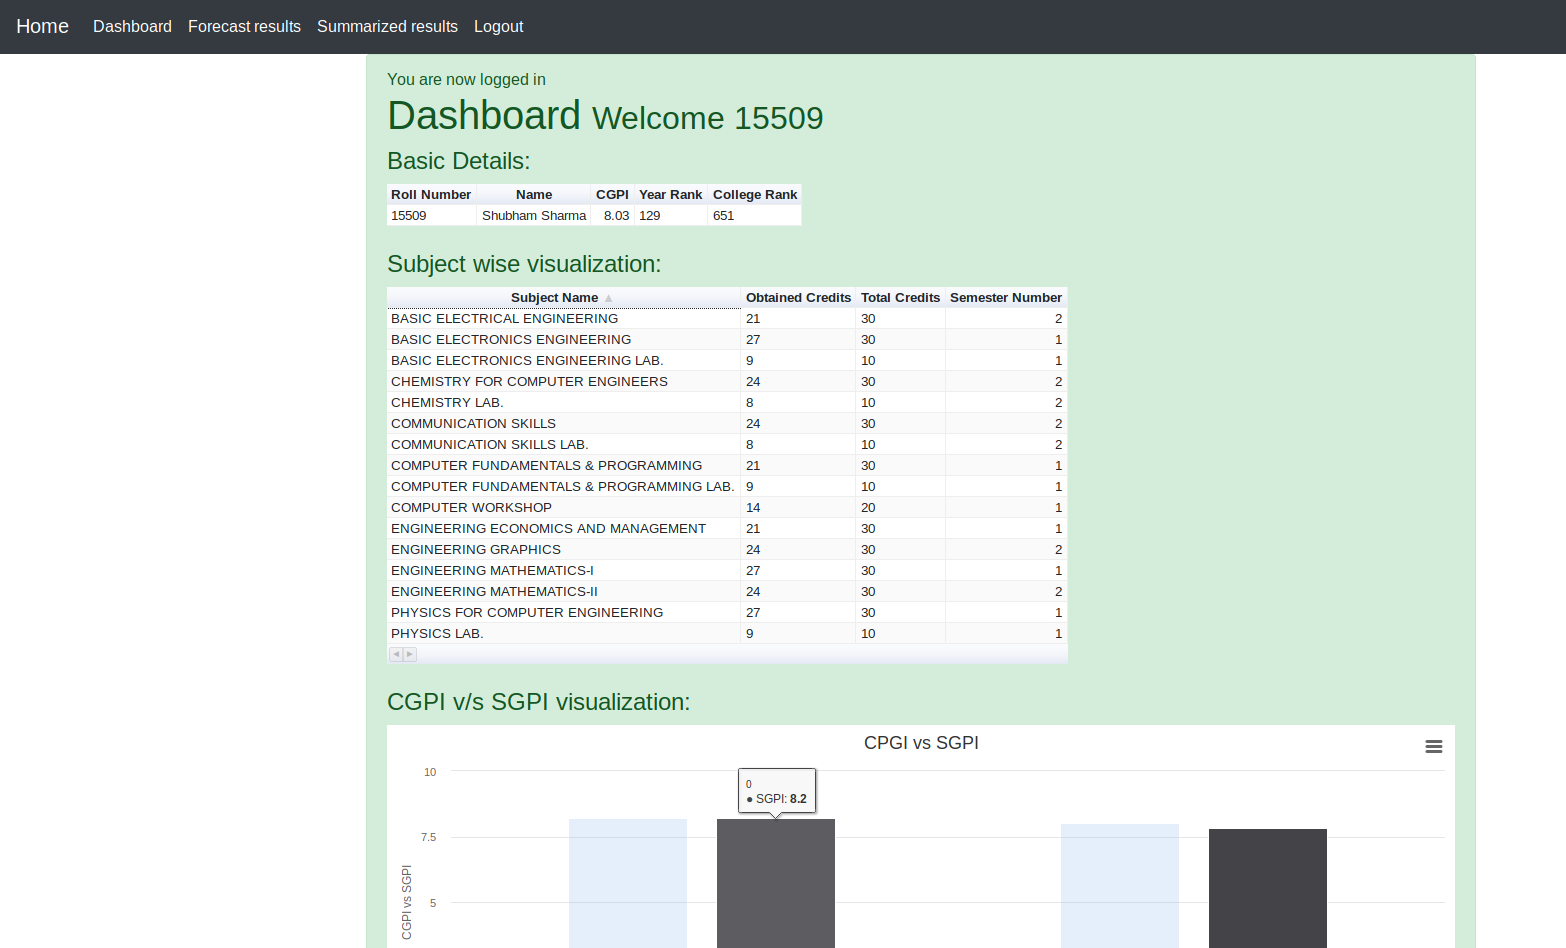 Home Dashboard Forecast results Summarized results Logout
You are now logged in
Dashboard Welcome 15509
Basic Details:
Roll Number Name CGPI Year Rank College Rank
15509 Shubham Sharma 8.03 129 651
Subject wise visualization:
Subject Name ▲ Obtained Credits Total Credits Semester Number
BASIC ELECTRICAL ENGINEERING 21 30 2
BASIC ELECTRONICS ENGINEERING 27 30 1
BASIC ELECTRONICS ENGINEERING LAB. 9 10 1
CHEMISTRY FOR COMPUTER ENGINEERS 24 30 2
CHEMISTRY LAB. 8 10 2
COMMUNICATION SKILLS 24 30 2
COMMUNICATION SKILLS LAB. 8 10 2
COMPUTER FUNDAMENTALS & PROGRAMMING 21 30 1
COMPUTER FUNDAMENTALS & PROGRAMMING LAB. 9 10 1
COMPUTER WORKSHOP 14 20 1
ENGINEERING ECONOMICS AND MANAGEMENT 21 30 1
ENGINEERING GRAPHICS 24 30 2
ENGINEERING MATHEMATICS-I 27 30 1
ENGINEERING MATHEMATICS-II 24 30 2
PHYSICS FOR COMPUTER ENGINEERING 27 30 1
PHYSICS LAB. 9 10 1
CGPI v/s SGPI visualization:
CPGI vs SGPI
10
0
● SGPI: 8.2
7.5
5
CGPI vs SGPI